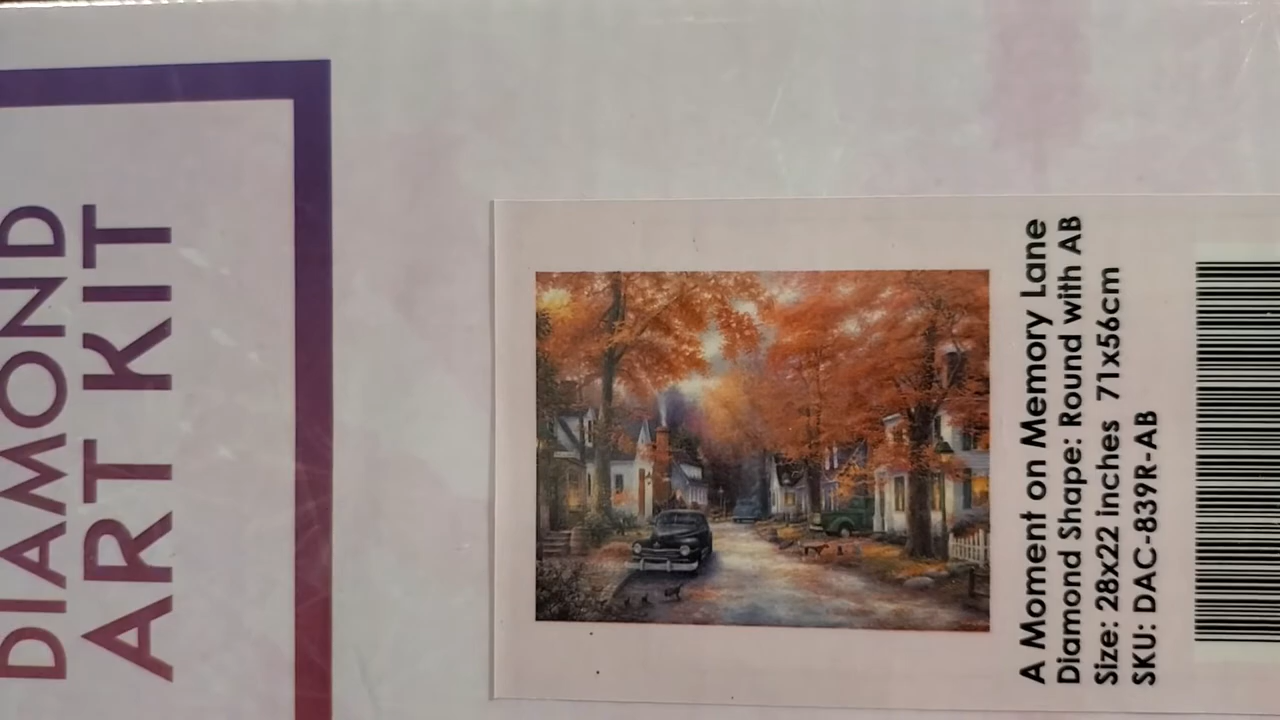 DIAMOND
ART KIT
A Moment on Memory Lane
Diamond Shape: Round with AB
Size: 28x22 inches 71x56cm
SKU: DAC-839R-AB